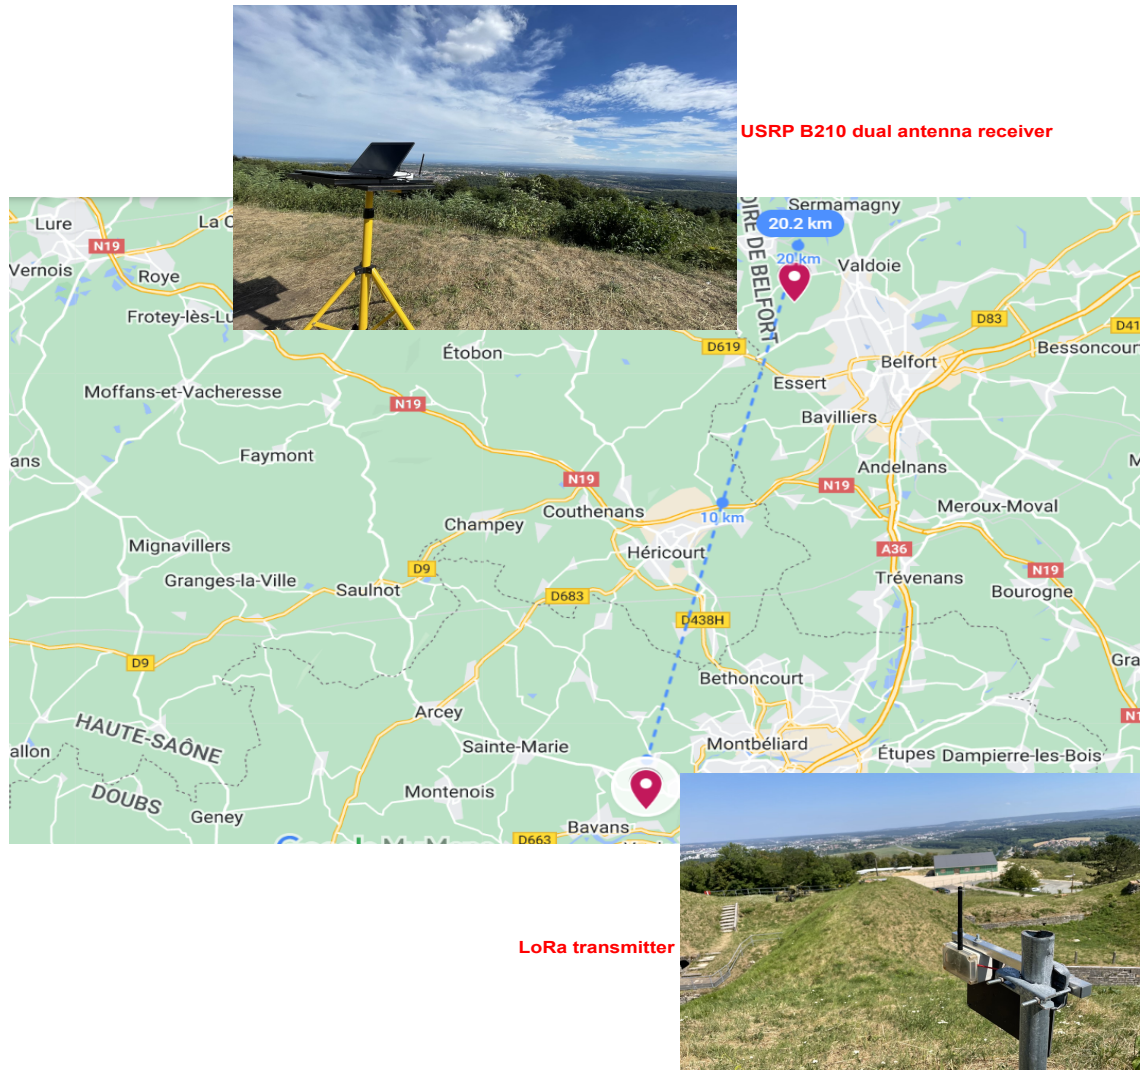 USRP B210 dual antenna receiver
Sermamagny
20.2 km
20 km
Lure
La C
N19
Valdoie
Vernois
Roye
OIRE DE BELFORT
Frotey-lès-Lu
D83
D41
Étobon
D619
Bessoncourt
Belfort
Essert
Moffans-et-Vacheresse
N19
Bavilliers
Faymont
ans
Andelnans
M
N19
N19
Couthenans
Meroux-Moval
10 km
Champey
Mignavillers
Héricourt
A36
D9
N19
Granges-la-Ville
Trévenans
Saulnot
D683
Bourogne
D438H
D9
Gra
Bethoncourt
Arcey
N1
HAUTE-SAÔNE
Sainte-Marie
Montbéliard
allon
Étupes
Dampierre-les-Bois
DOUBS
Montenois
Geney
Bavans
D663
LoRa transmitter